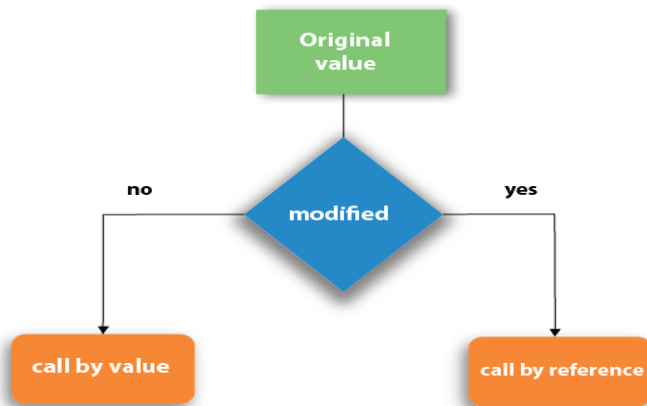 Original
value
modified
no
yes
call by value
call by reference